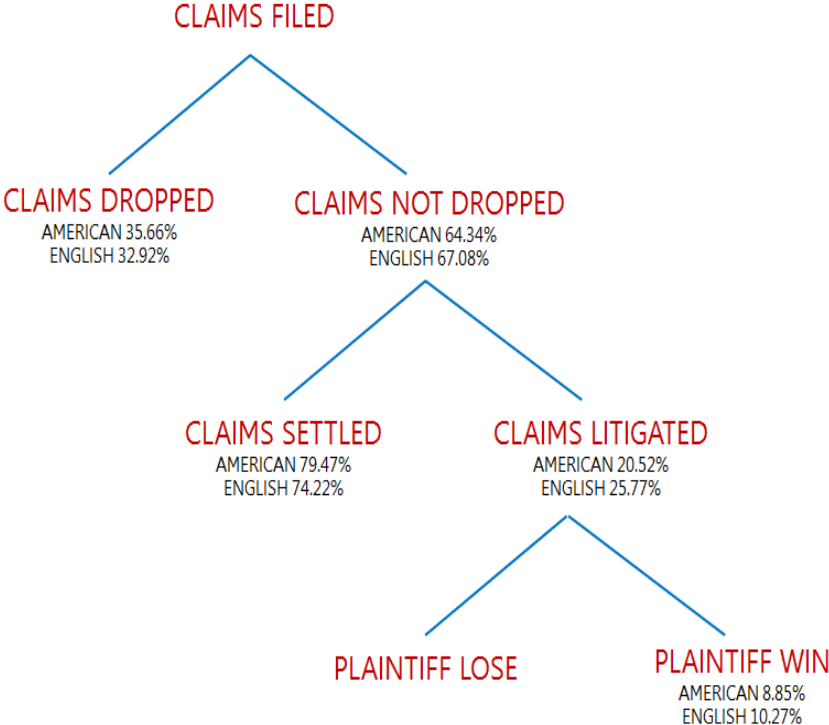 CLAIMS FILED
CLAIMS DROPPED
AMERICAN 35.66%
ENGLISH 32.92%
CLAIMS NOT DROPPED
AMERICAN 64.34%
ENGLISH 67.08%
CLAIMS SETTLED
AMERICAN 79.47%
ENGLISH 74.22%
CLAIMS LITIGATED
AMERICAN 20.52%
ENGLISH 25.77%
PLAINTIFF LOSE
PLAINTIFF WIN
AMERICAN 8.85%
ENGLISH 10.27%